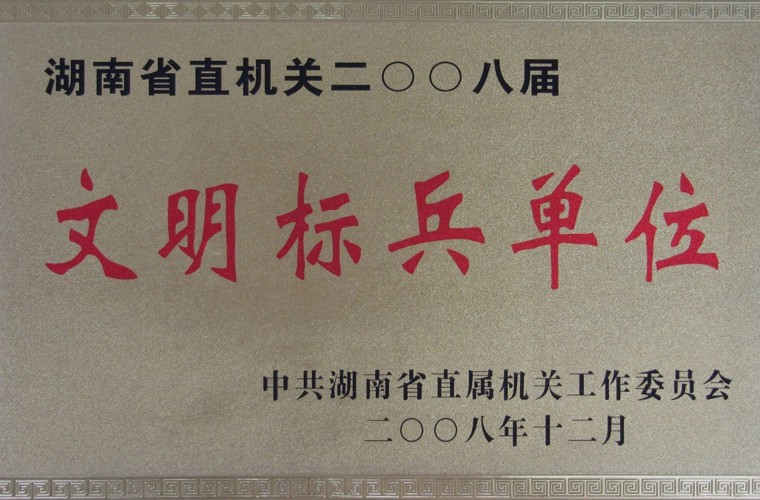 湖南省直机关二〇〇八届
文明标兵单位
中共湖南省直属机关工作委员会
二〇〇八年十二月